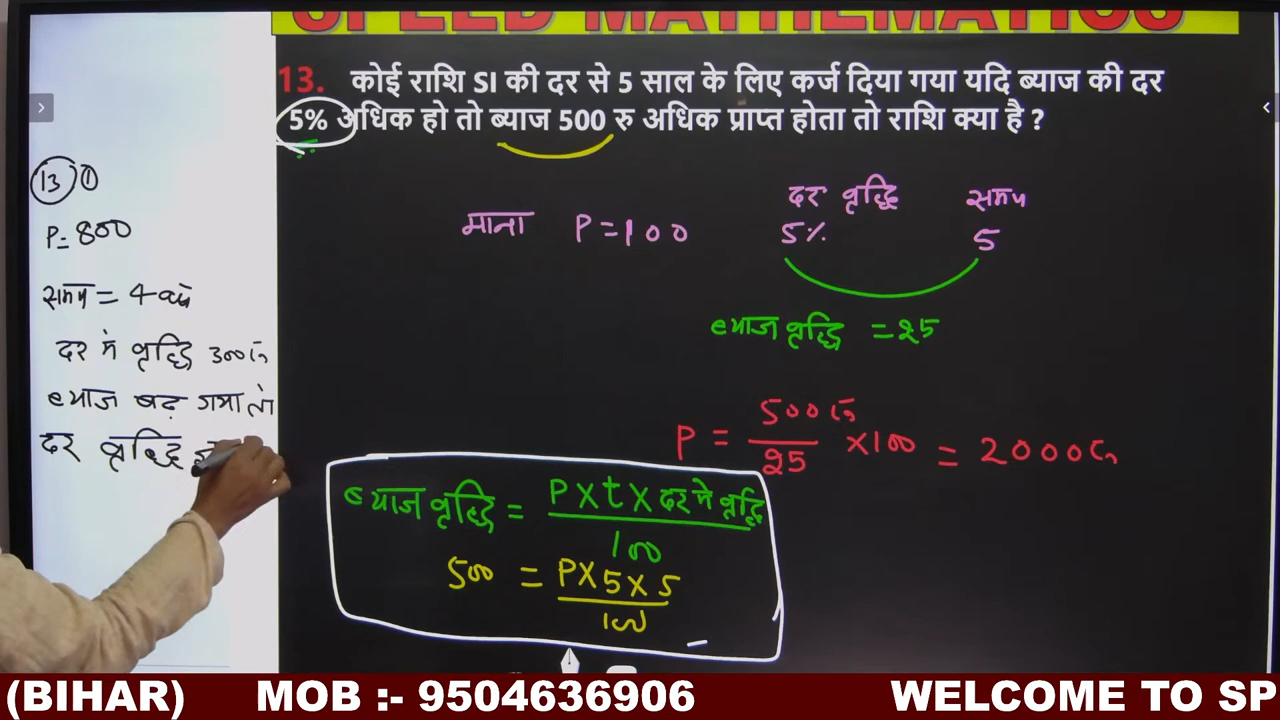 SPEED MATHEMATICS
13. कोई राशि SI की दर से 5 साल के लिए कर्ज दिया गया यदि ब्याज की दर
5% अधिक हो तो ब्याज 500 रु अधिक प्राप्त होता तो राशि क्या है ?
13 ①
P = 800
समय = 4 वर्ष
दर में वृद्धि 300रु
ब्याज बढ़ गया तो
दर वृद्धि
माना P = 100
दर वृद्धि समय
5% 5
ब्याज वृद्धि = 25
P = 500रु / 25 × 100 = 2000रु
ब्याज वृद्धि = P × t × दर में वृद्धि / 100
500 = P × 5 × 5 / 100
(BIHAR) MOB :- 9504636906 WELCOME TO SP